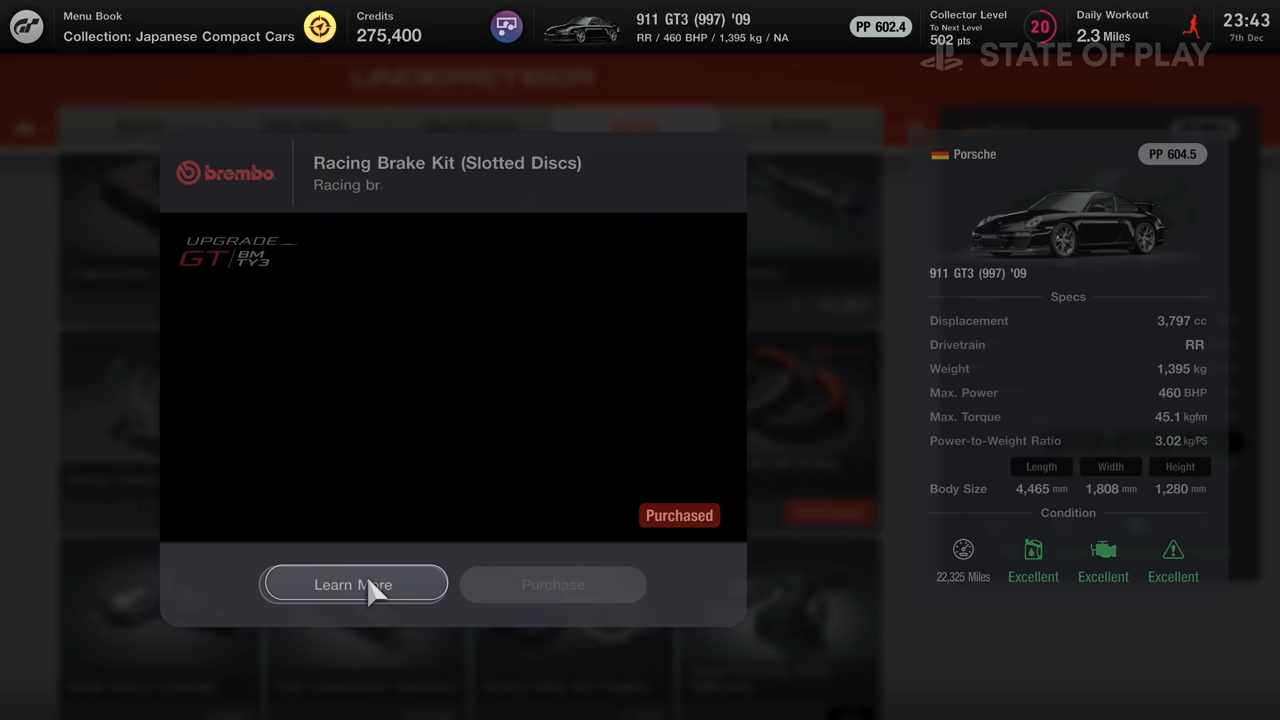 Menu Book
Collection: Japanese Compact Cars
Credits
275,400
911 GT3 (997) '09
RR / 460 BHP / 1,395 kg / NA
PP 602.4
Collector Level
To Next Level
502 pts
20
Daily Workout
2.3 Miles
23:43
7th Dec
STATE OF PLAY
UNDERSTEER
brembo
Racing Brake Kit (Slotted Discs)
Racing br
UPGRADE
GT/BM TY3
Purchased
Learn More
Purchase
Porsche
PP 604.5
911 GT3 (997) '09
Specs
Displacement 3,797 cc
Drivetrain RR
Weight 1,395 kg
Max. Power 460 BHP
Max. Torque 45.1 kgfm
Power-to-Weight Ratio 3.02 kg/PS
Length Width Height
Body Size 4,465 mm 1,808 mm 1,280 mm
Condition
22,325 Miles Excellent Excellent Excellent